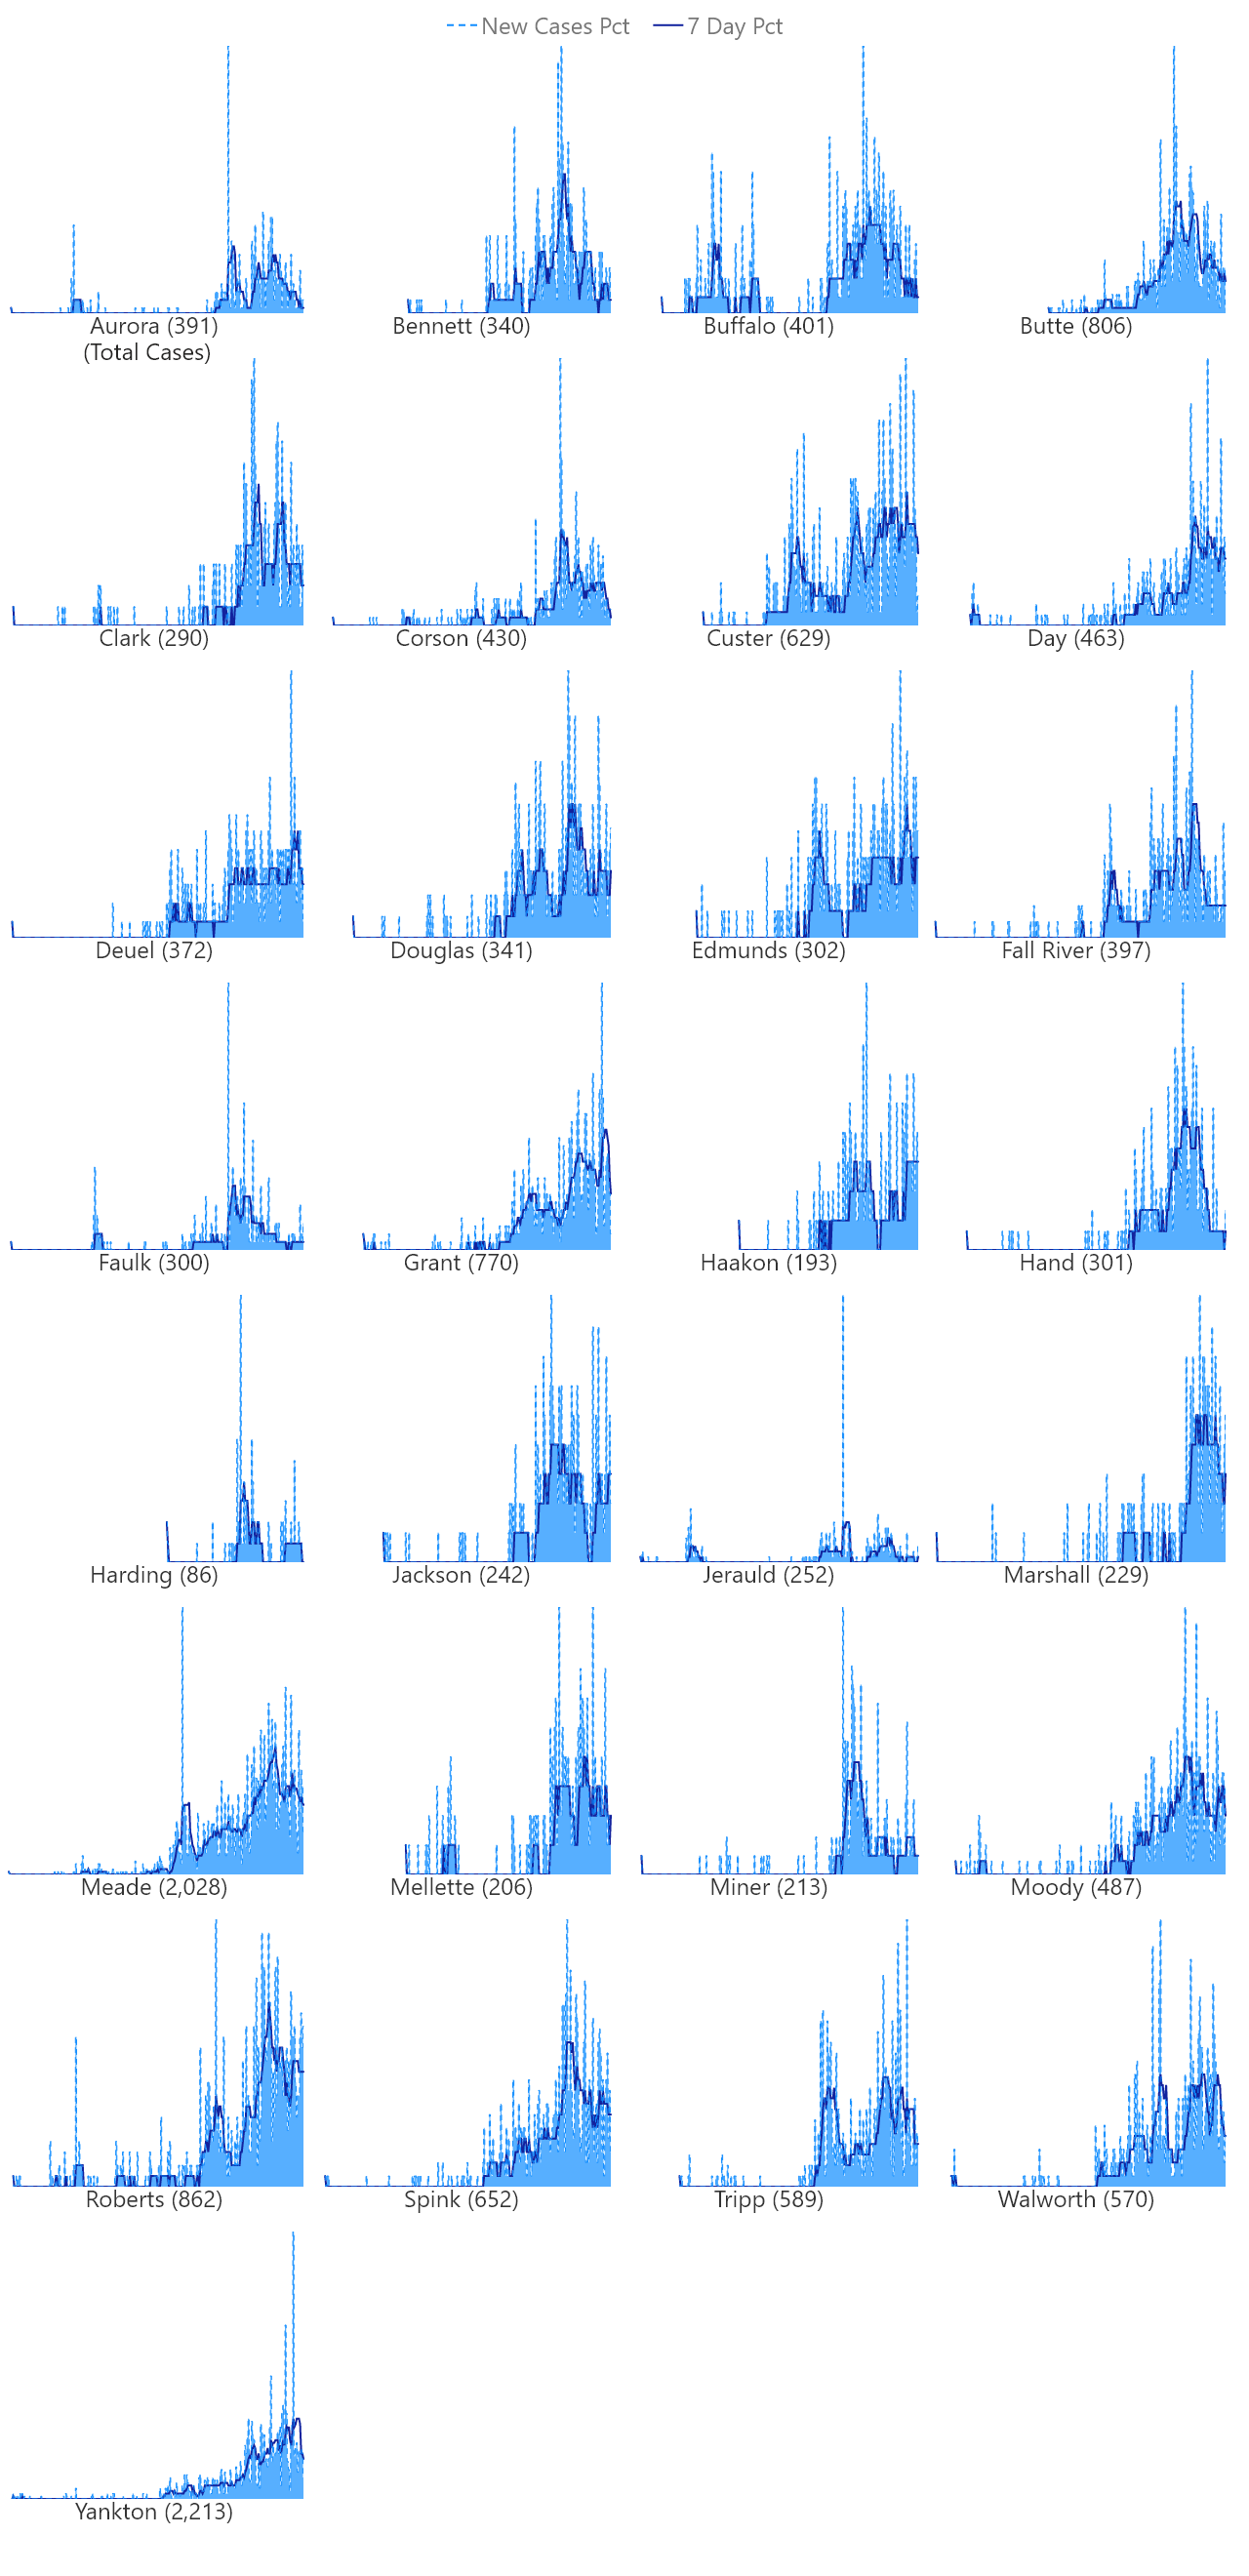 New Cases Pct 7 Day Pct
Aurora (391) Bennett (340) Buffalo (401) Butte (806)
(Total Cases)
Clark (290) Corson (430) Custer (629) Day (463)
Deuel (372) Douglas (341) Edmunds (302) Fall River (397)
Faulk (300) Grant (770) Haakon (193) Hand (301)
Harding (86) Jackson (242) Jerauld (252) Marshall (229)
Meade (2,028) Mellette (206) Miner (213) Moody (487)
Roberts (862) Spink (652) Tripp (589) Walworth (570)
Yankton (2,213)